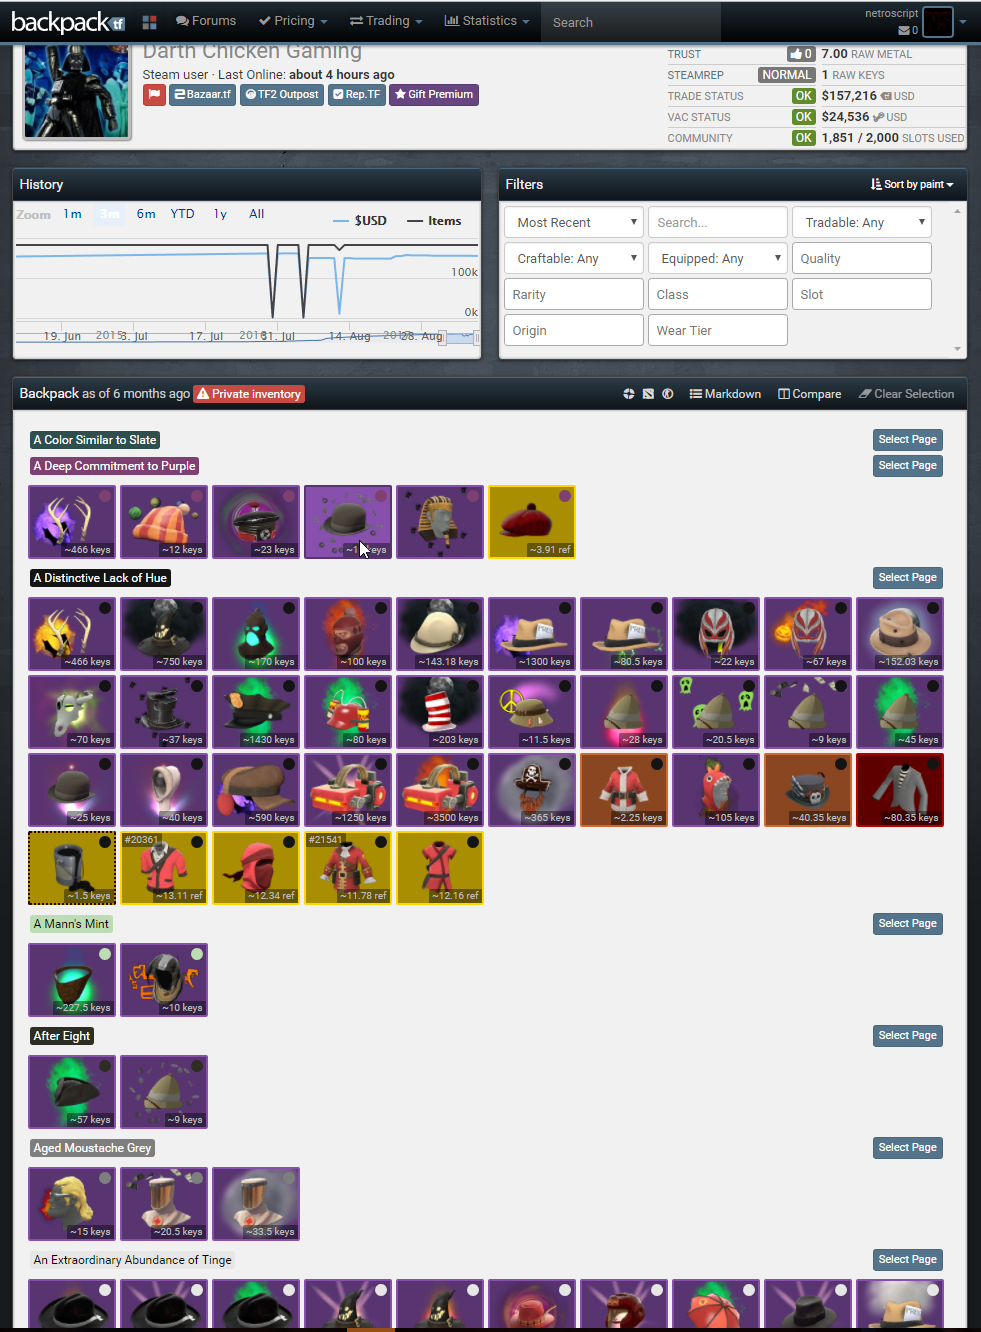 backpack.tf
Forums
Pricing
Trading
Statistics
Search
netroscript
0
Darth Chicken Gaming
Steam user · Last Online: about 4 hours ago
Bazaar.tf
TF2 Outpost
Rep.TF
Gift Premium
TRUST 0 7.00 RAW METAL
STEAMREP NORMAL 1 RAW KEYS
TRADE STATUS OK $157,216 USD
VAC STATUS OK $24,536 USD
COMMUNITY OK 1,851 / 2,000 SLOTS USED
History
Zoom 1m 3m 6m YTD 1y All
$USD Items
100k
0k
19. Jun 2015 3. Jul 17. Jul 2016 31. Jul 14. Aug 28. Aug
Filters
Sort by paint
Most Recent Search... Tradable: Any
Craftable: Any Equipped: Any Quality
Rarity Class Slot
Origin Wear Tier
Backpack as of 6 months ago Private inventory
Markdown Compare Clear Selection
A Color Similar to Slate Select Page
A Deep Commitment to Purple Select Page
~466 keys ~12 keys ~23 keys ~3.91 ref
A Distinctive Lack of Hue Select Page
~466 keys ~750 keys ~170 keys ~100 keys ~143.18 keys ~1300 keys ~80.5 keys ~22 keys ~67 keys ~152.03 keys
~70 keys ~37 keys ~1430 keys ~80 keys ~203 keys ~11.5 keys ~28 keys ~20.5 keys ~9 keys ~45 keys
~25 keys ~40 keys ~590 keys ~1250 keys ~3500 keys ~365 keys ~2.25 keys ~105 keys ~40.35 keys ~80.35 keys
#20361 #21541
~1.5 keys ~13.11 ref ~12.34 ref ~11.78 ref ~12.16 ref
A Mann's Mint Select Page
~227.5 keys ~10 keys
After Eight Select Page
~57 keys ~9 keys
Aged Moustache Grey Select Page
~15 keys ~20.5 keys ~33.5 keys
An Extraordinary Abundance of Tinge Select Page